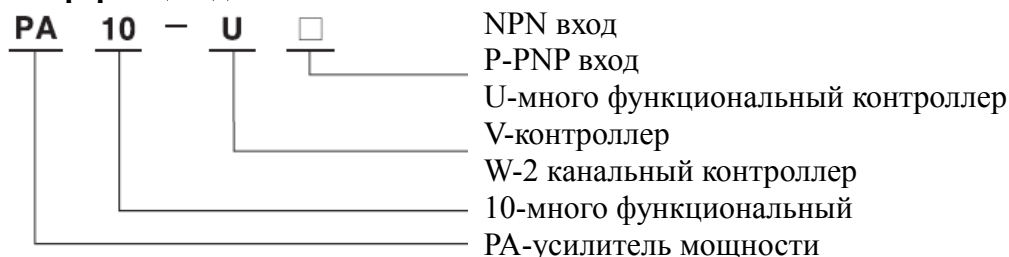 PA 10 – U □
NPN вход
P-PNP вход
U-много функциональный контроллер
V-контроллер
W-2 канальный контроллер
10-много функциональный
PA-усилитель мощности